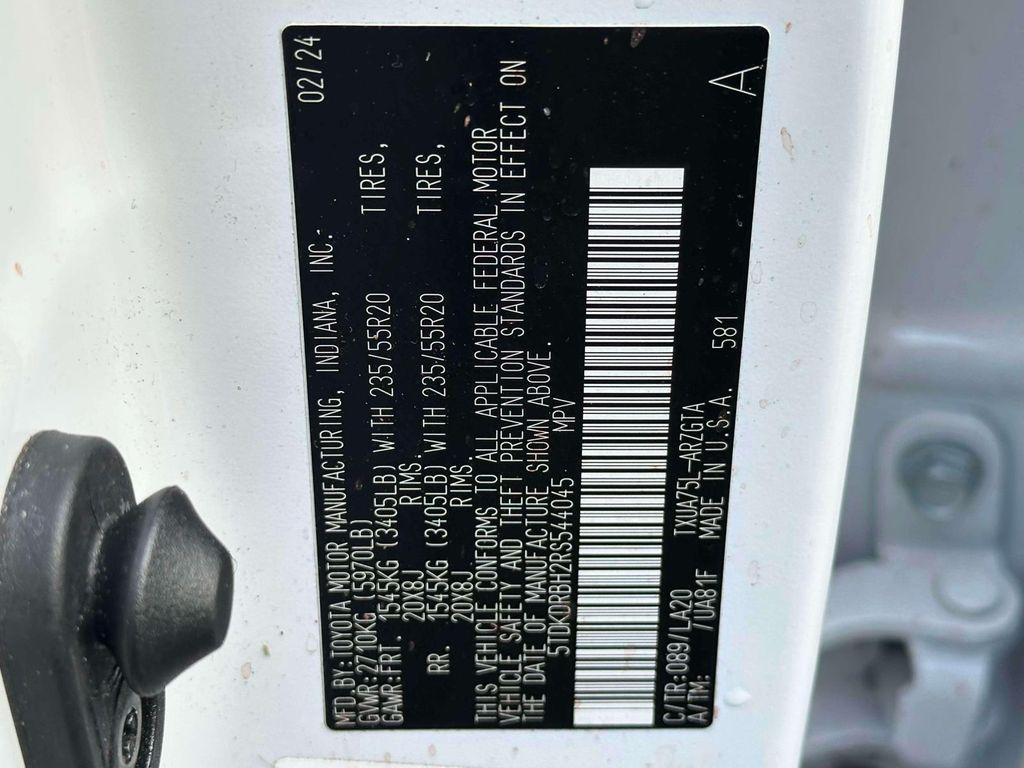 02/24
MFD.BY:TOYOTA MOTOR MANUFACTURING, INDIANA, INC.
GVWR:2710KG (5970LB)
GAWR:FRT. 1545KG (3405LB) WITH 235/55R20 TIRES,
20X8J RIMS.
RR. 1545KG (3405LB) WITH 235/55R20 TIRES,
20X8J RIMS.
THIS VEHICLE CONFORMS TO ALL APPLICABLE FEDERAL MOTOR
VEHICLE SAFETY AND THEFT PREVENTION STANDARDS IN EFFECT ON
THE DATE OF MANUFACTURE SHOWN ABOVE.
5TDKDRBH2RS544045 MPV
C/TR:089/LA20 TXUA75L-ARZGTA
A/TM: /UA81F MADE IN U.S.A. 581
A